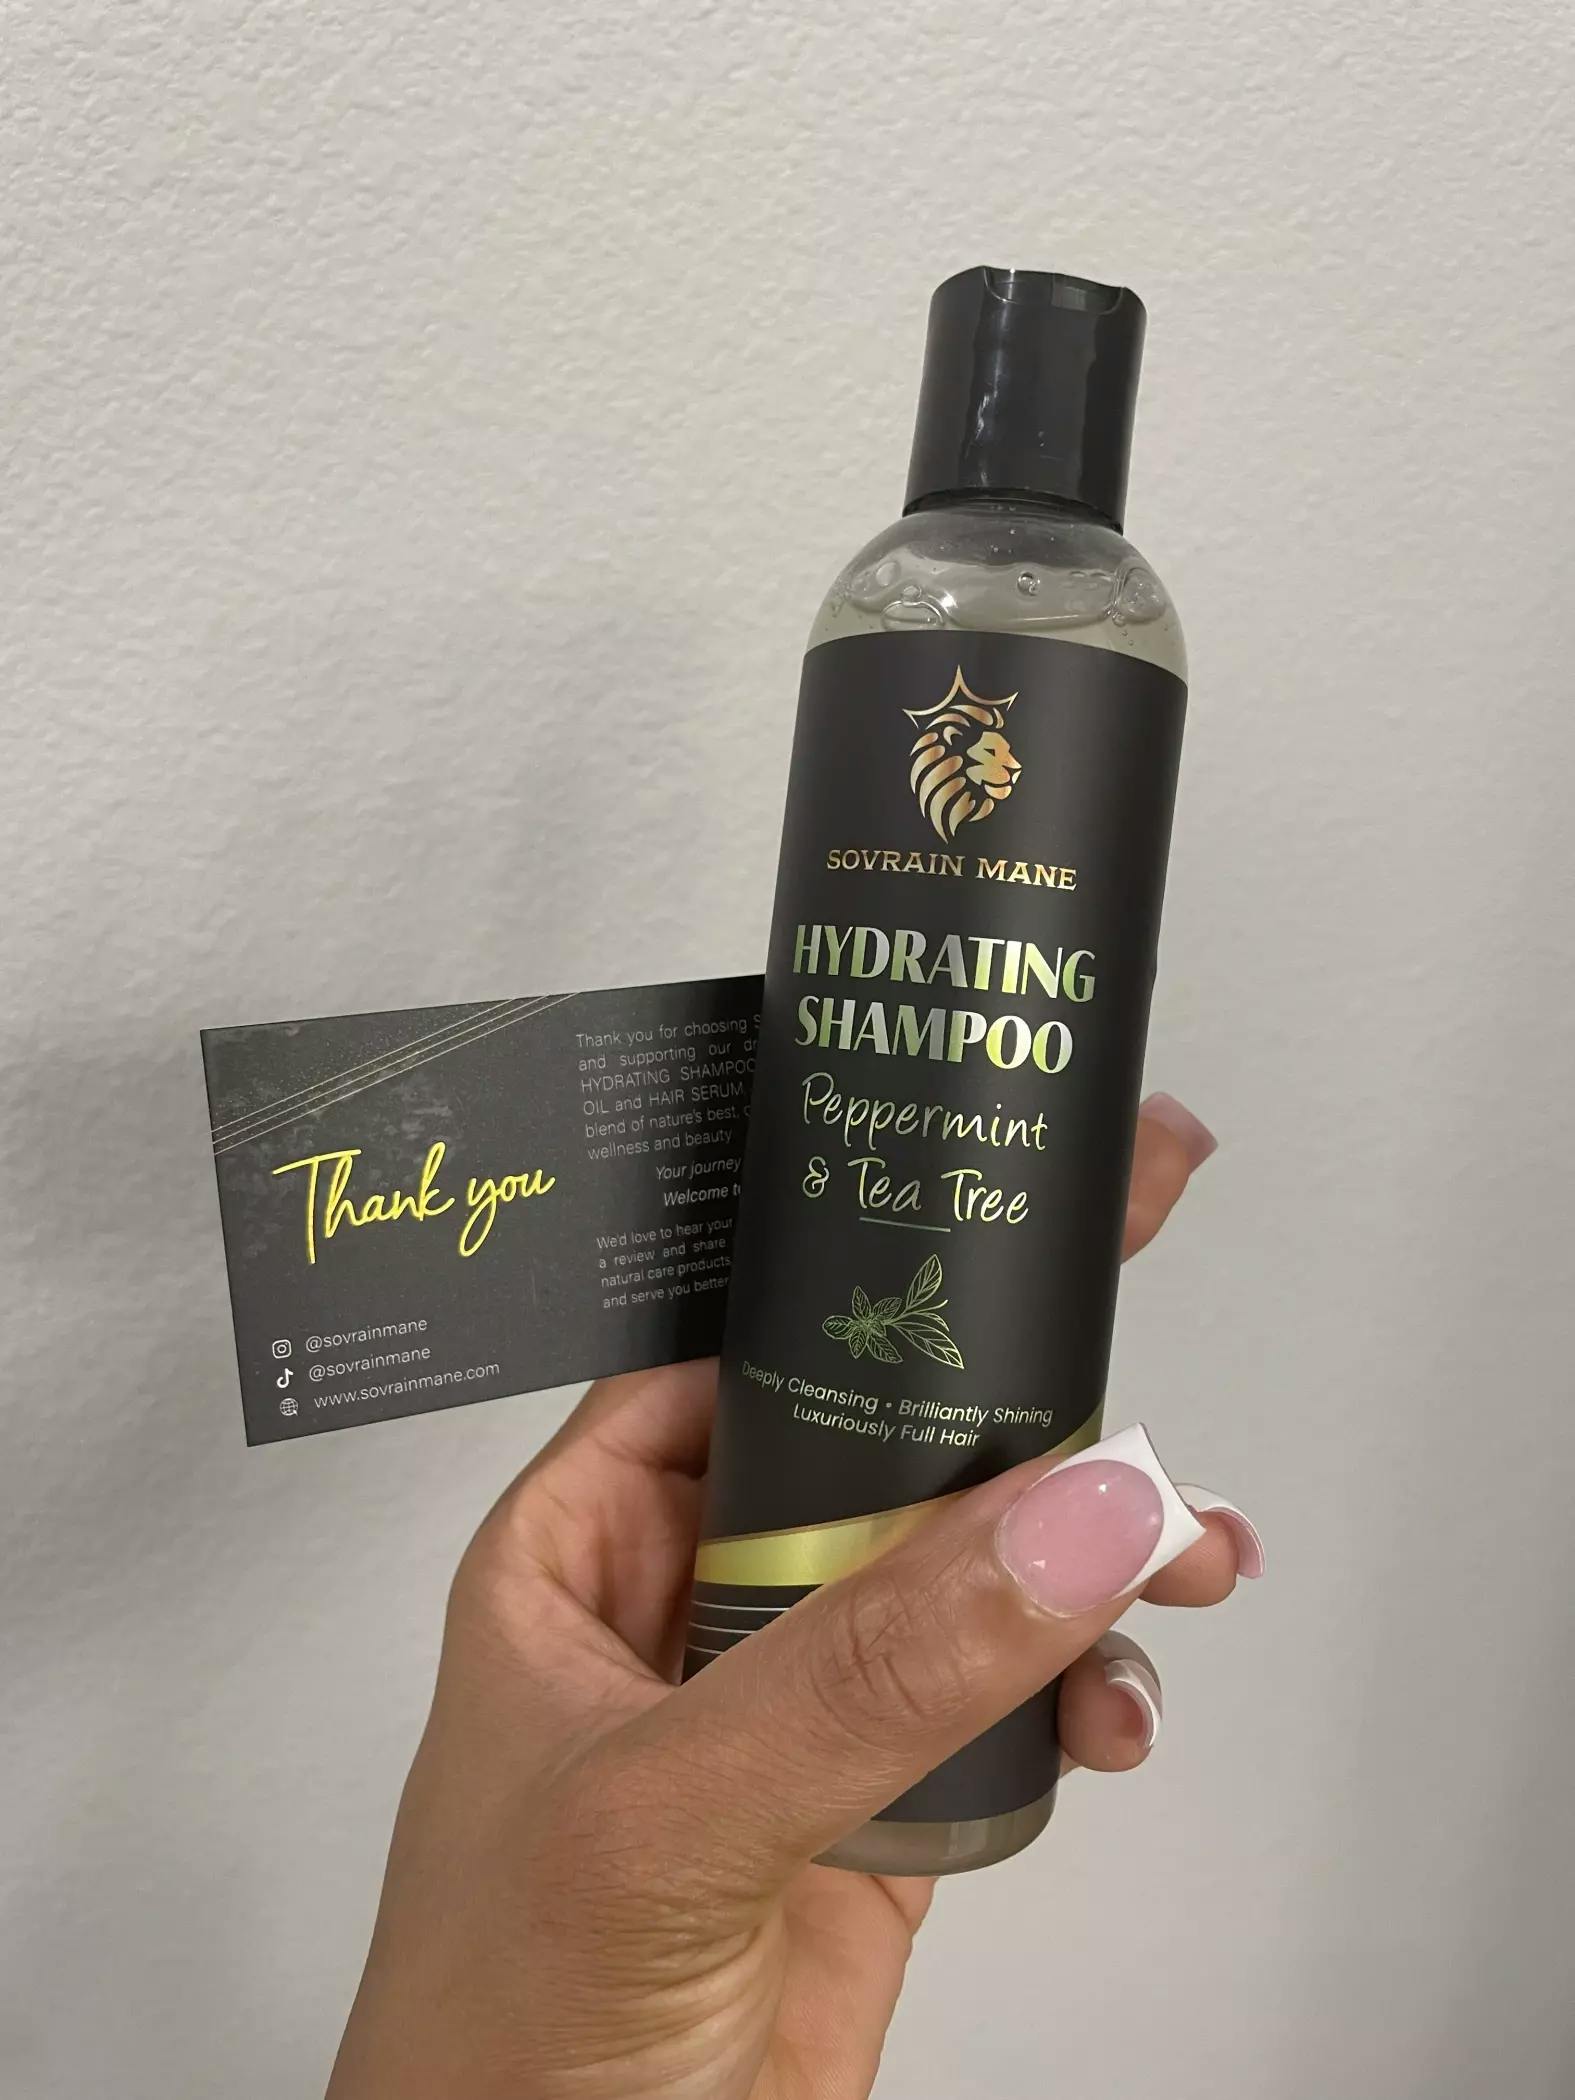 SOVRAIN MANE
HYDRATING
SHAMPOO
Peppermint
& Tea Tree
Deeply Cleansing • Brilliantly Shining
Luxuriously Full Hair
Thank you
@sovrainmane
@sovrainmane
www.sovrainmane.com
Thank you for choosing
and supporting our
HYDRATING SHAMPOO
OIL and HAIR SERUM,
blend of nature's best,
wellness and beauty
Your journey
Welcome
We'd love to hear your
a review and share
natural care products
and serve you better